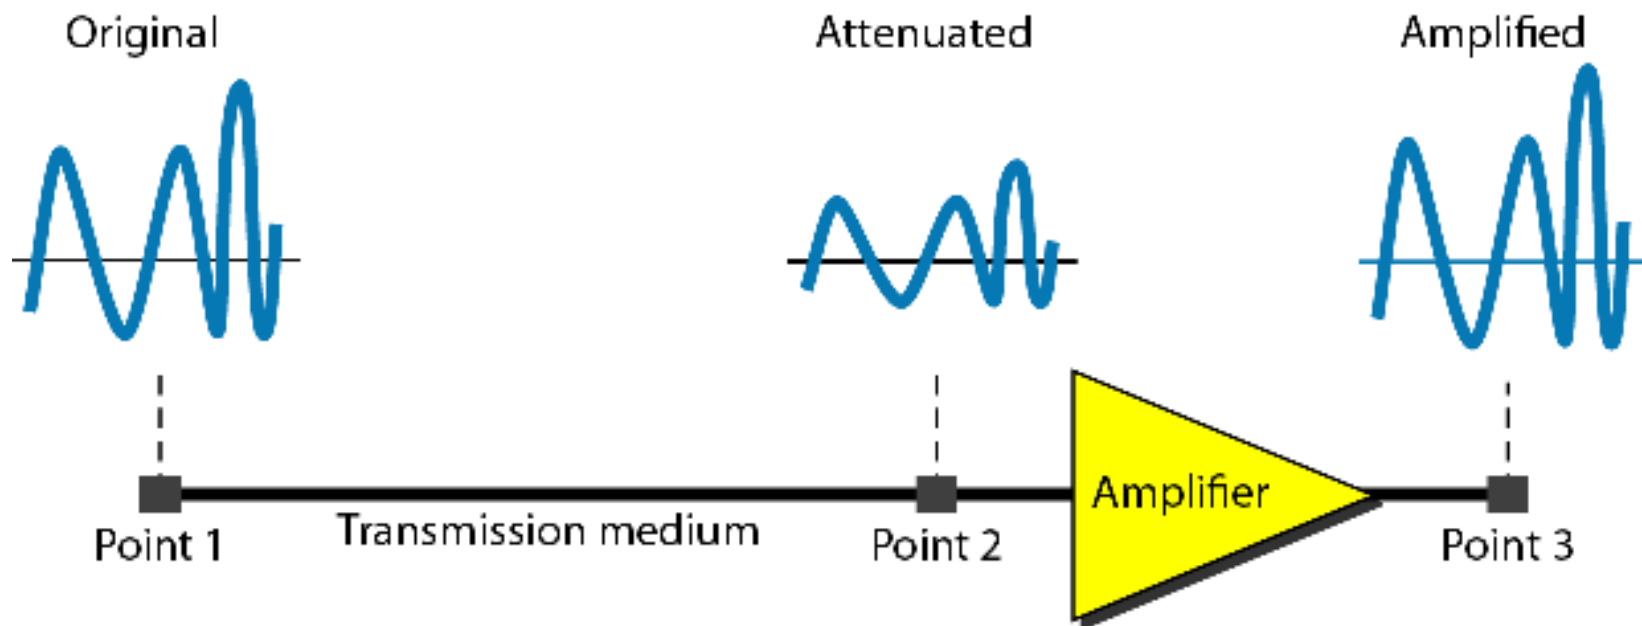 Original
Attenuated
Amplified
Amplifier
Transmission medium
Point 1
Point 2
Point 3